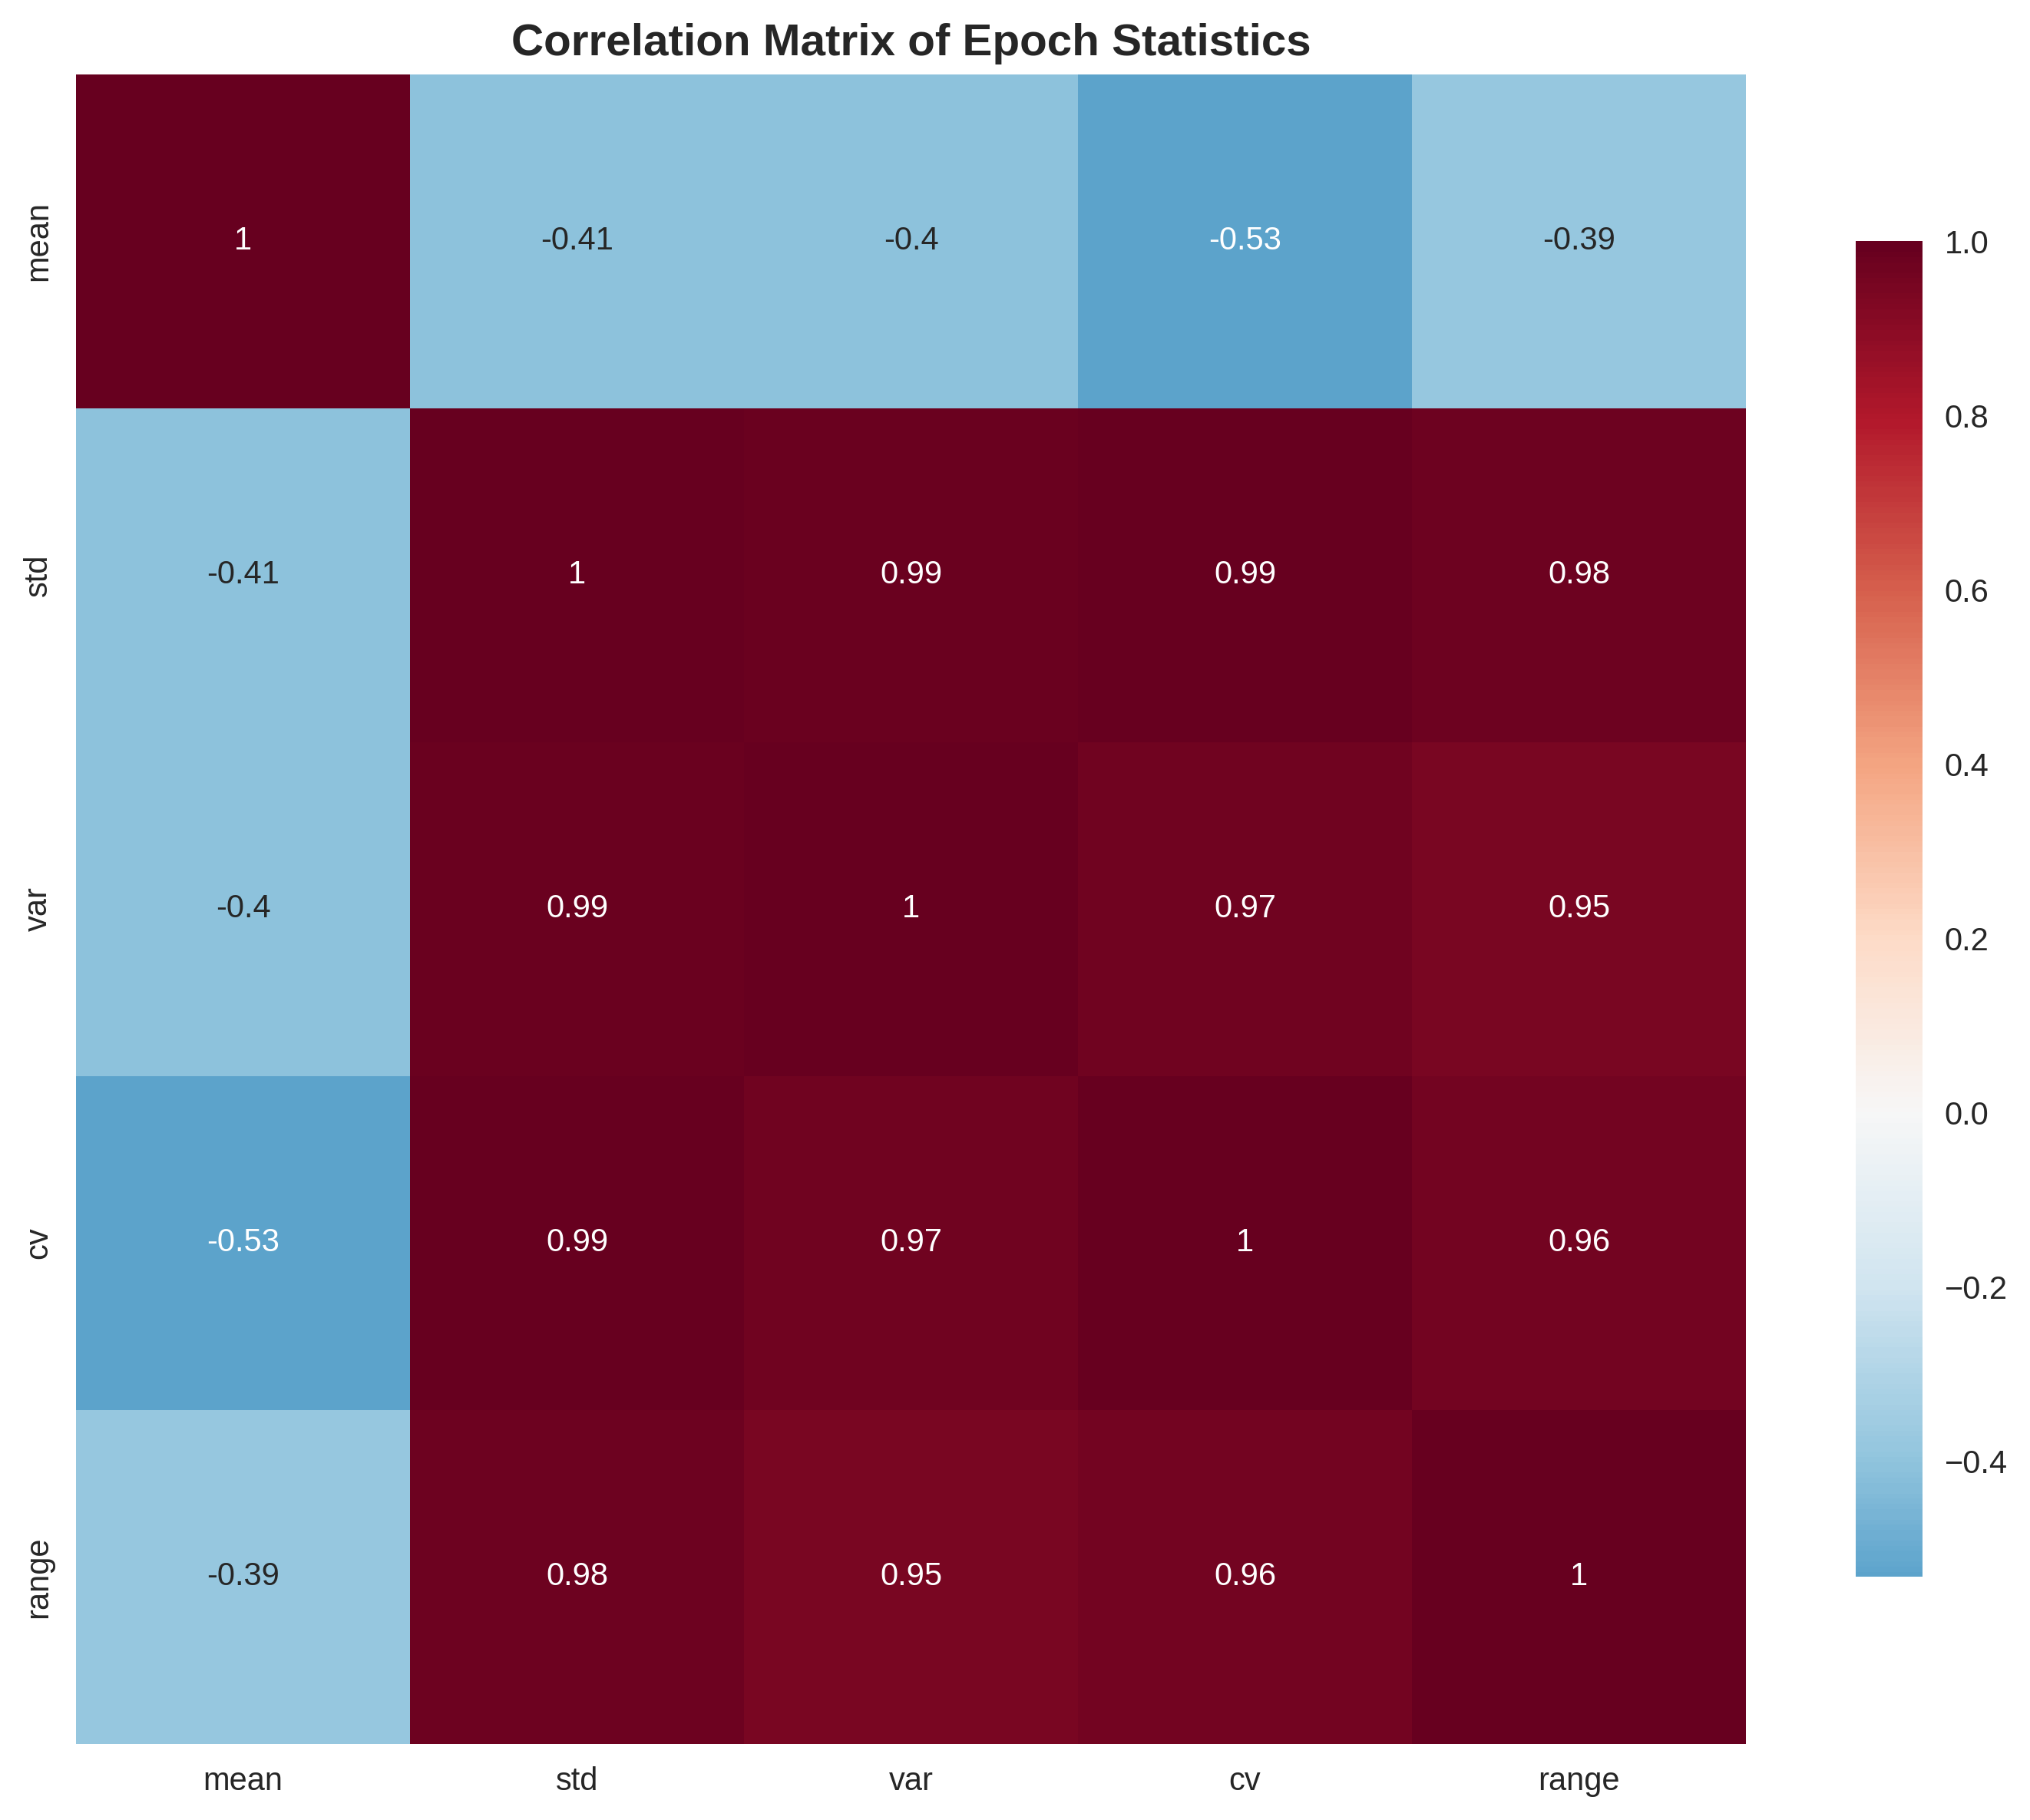 Correlation Matrix of Epoch Statistics
mean 1 -0.41 -0.4 -0.53 -0.39
std -0.41 1 0.99 0.99 0.98
var -0.4 0.99 1 0.97 0.95
cv -0.53 0.99 0.97 1 0.96
range -0.39 0.98 0.95 0.96 1
mean std var cv range
1.0
0.8
0.6
0.4
0.2
0.0
−0.2
−0.4